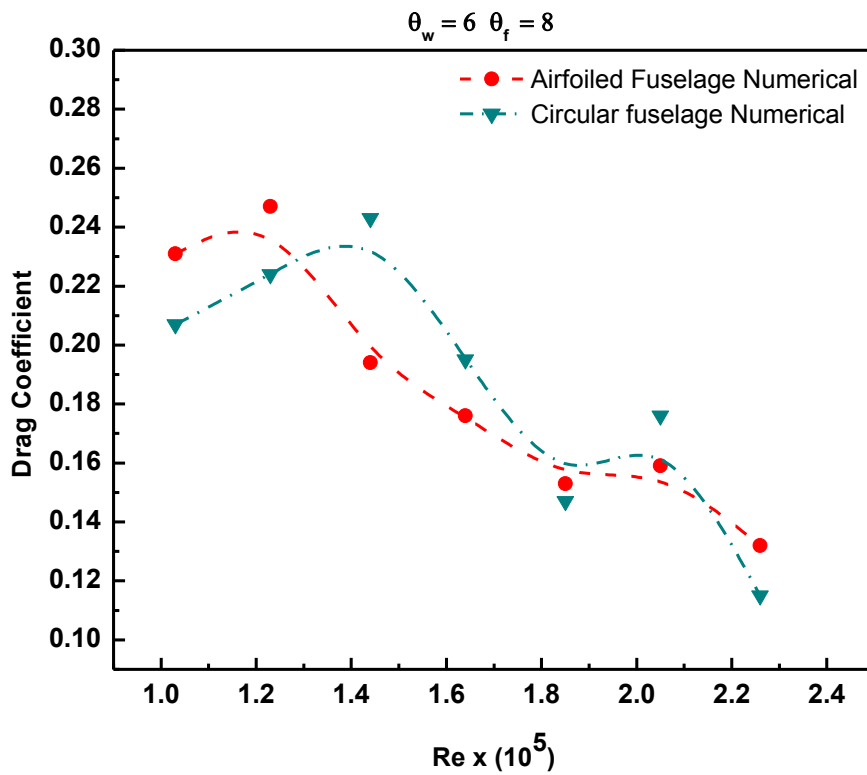 θw = 6 θf = 8
0.30
0.28
0.26
0.24
0.22
0.20
0.18
0.16
0.14
0.12
0.10
Drag Coefficient
Airfoiled Fuselage Numerical
Circular fuselage Numerical
1.0 1.2 1.4 1.6 1.8 2.0 2.2 2.4
Re x (10⁵)